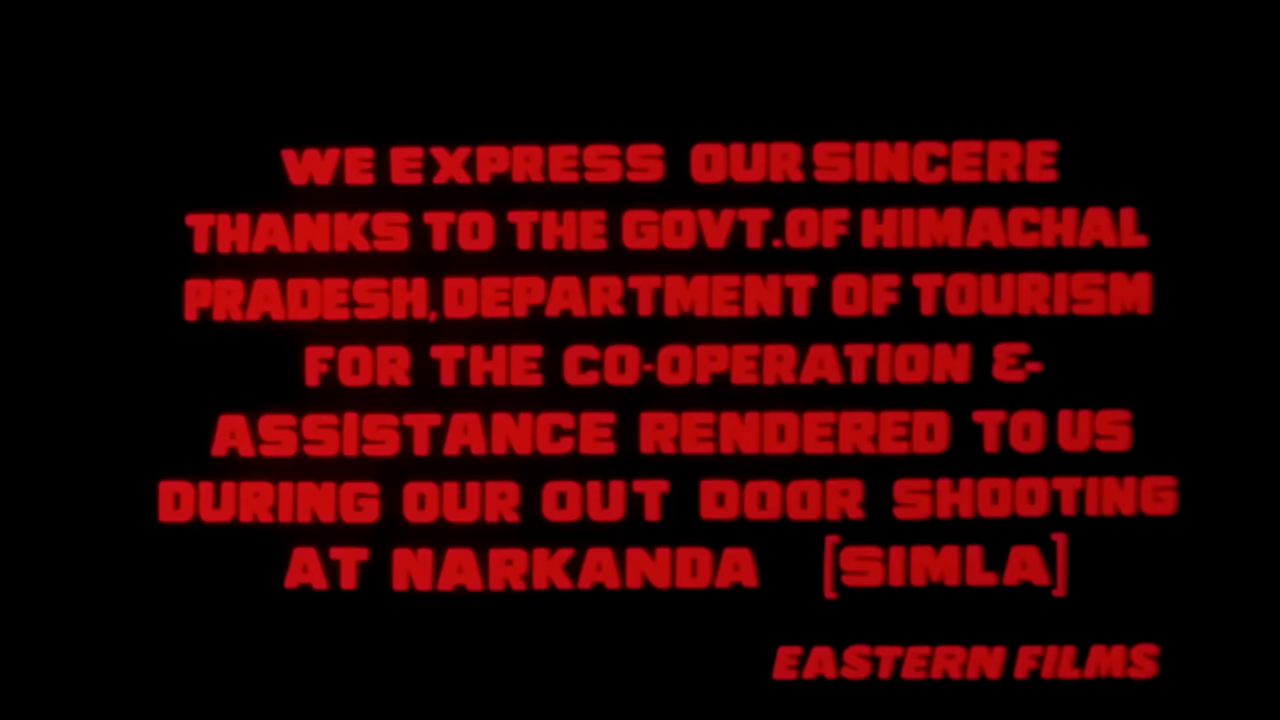 WE EXPRESS OUR SINCERE
THANKS TO THE GOVT.OF HIMACHAL
PRADESH,DEPARTMENT OF TOURISM
FOR THE CO-OPERATION &-
ASSISTANCE RENDERED TO US
DURING OUR OUT DOOR SHOOTING
AT NARKANDA [SIMLA]
EASTERN FILMS